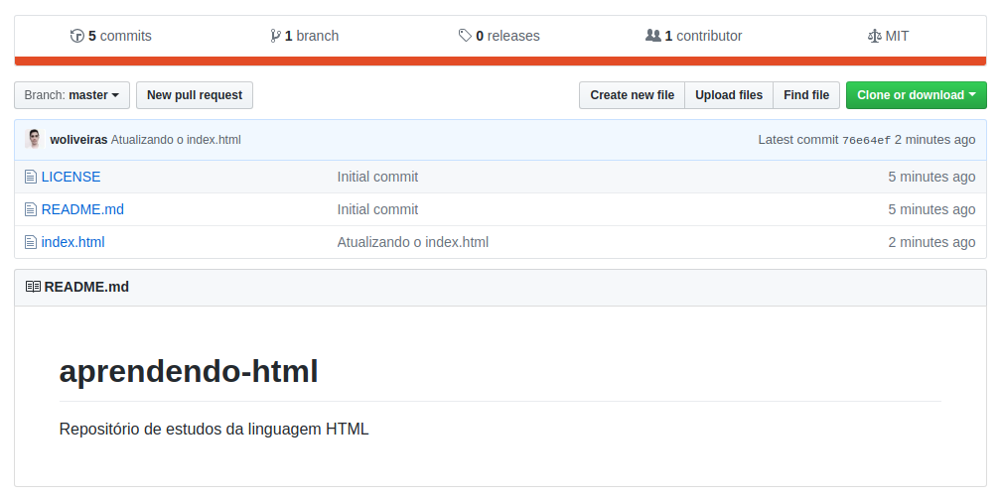 5 commits 1 branch 0 releases 1 contributor MIT
Branch: master New pull request Create new file Upload files Find file Clone or download
woliveiras Atualizando o index.html Latest commit 76e64ef 2 minutes ago
LICENSE Initial commit 5 minutes ago
README.md Initial commit 5 minutes ago
index.html Atualizando o index.html 2 minutes ago
README.md
aprendendo-html
Repositório de estudos da linguagem HTML